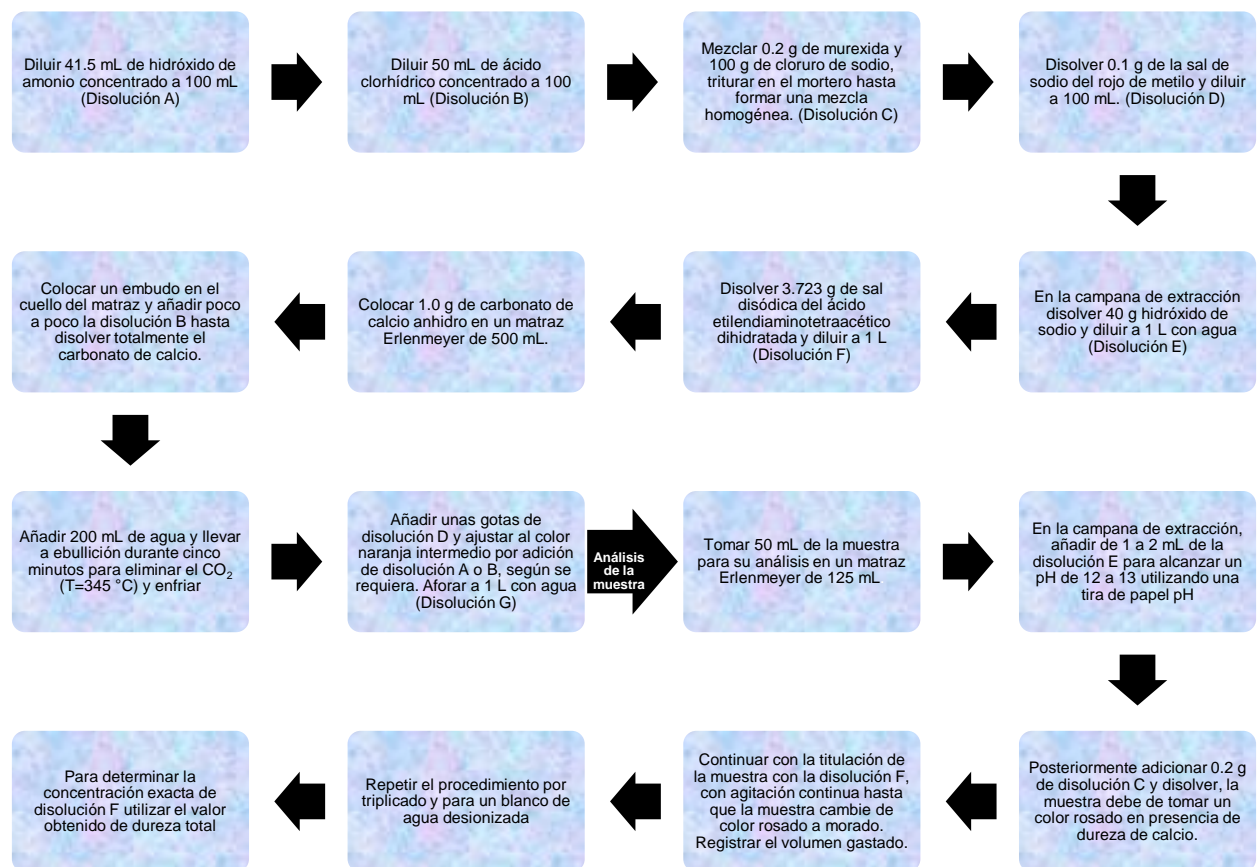 Diluir 41.5 mL de hidróxido de
amonio concentrado a 100 mL
(Disolución A)
Diluir 50 mL de ácido
clorhídrico concentrado a 100
mL (Disolución B)
Mezclar 0.2 g de murexida y
100 g de cloruro de sodio,
triturar en el mortero hasta
formar una mezcla
homogénea. (Disolución C)
Disolver 0.1 g de la sal de
sodio del rojo de metilo y diluir
a 100 mL. (Disolución D)
En la campana de extracción
disolver 40 g hidróxido de
sodio y diluir a 1 L con agua
(Disolución E)
Disolver 3.723 g de sal
disódica del ácido
etilendiaminotetraacético
dihidratada y diluir a 1 L
(Disolución F)
Colocar 1.0 g de carbonato de
calcio anhidro en un matraz
Erlenmeyer de 500 mL.
Colocar un embudo en el
cuello del matraz y añadir poco
a poco la disolución B hasta
disolver totalmente el
carbonato de calcio.
Añadir 200 mL de agua y llevar
a ebullición durante cinco
minutos para eliminar el CO₂
(T=345 °C) y enfriar
Añadir unas gotas de
disolución D y ajustar al color
naranja intermedio por adición
de disolución A o B, según se
requiera. Aforar a 1 L con agua
(Disolución G)
Análisis
de la
muestra
Tomar 50 mL de la muestra
para su análisis en un matraz
Erlenmeyer de 125 mL
En la campana de extracción,
añadir de 1 a 2 mL de la
disolución E para alcanzar un
pH de 12 a 13 utilizando una
tira de papel pH
Posteriormente adicionar 0.2 g
de disolución C y disolver, la
muestra debe de tomar un
color rosado en presencia de
dureza de calcio.
Continuar con la titulación de
la muestra con la disolución F,
con agitación continua hasta
que la muestra cambie de
color rosado a morado.
Registrar el volumen gastado.
Repetir el procedimiento por
triplicado y para un blanco de
agua desionizada
Para determinar la
concentración exacta de
disolución F utilizar el valor
obtenido de dureza total